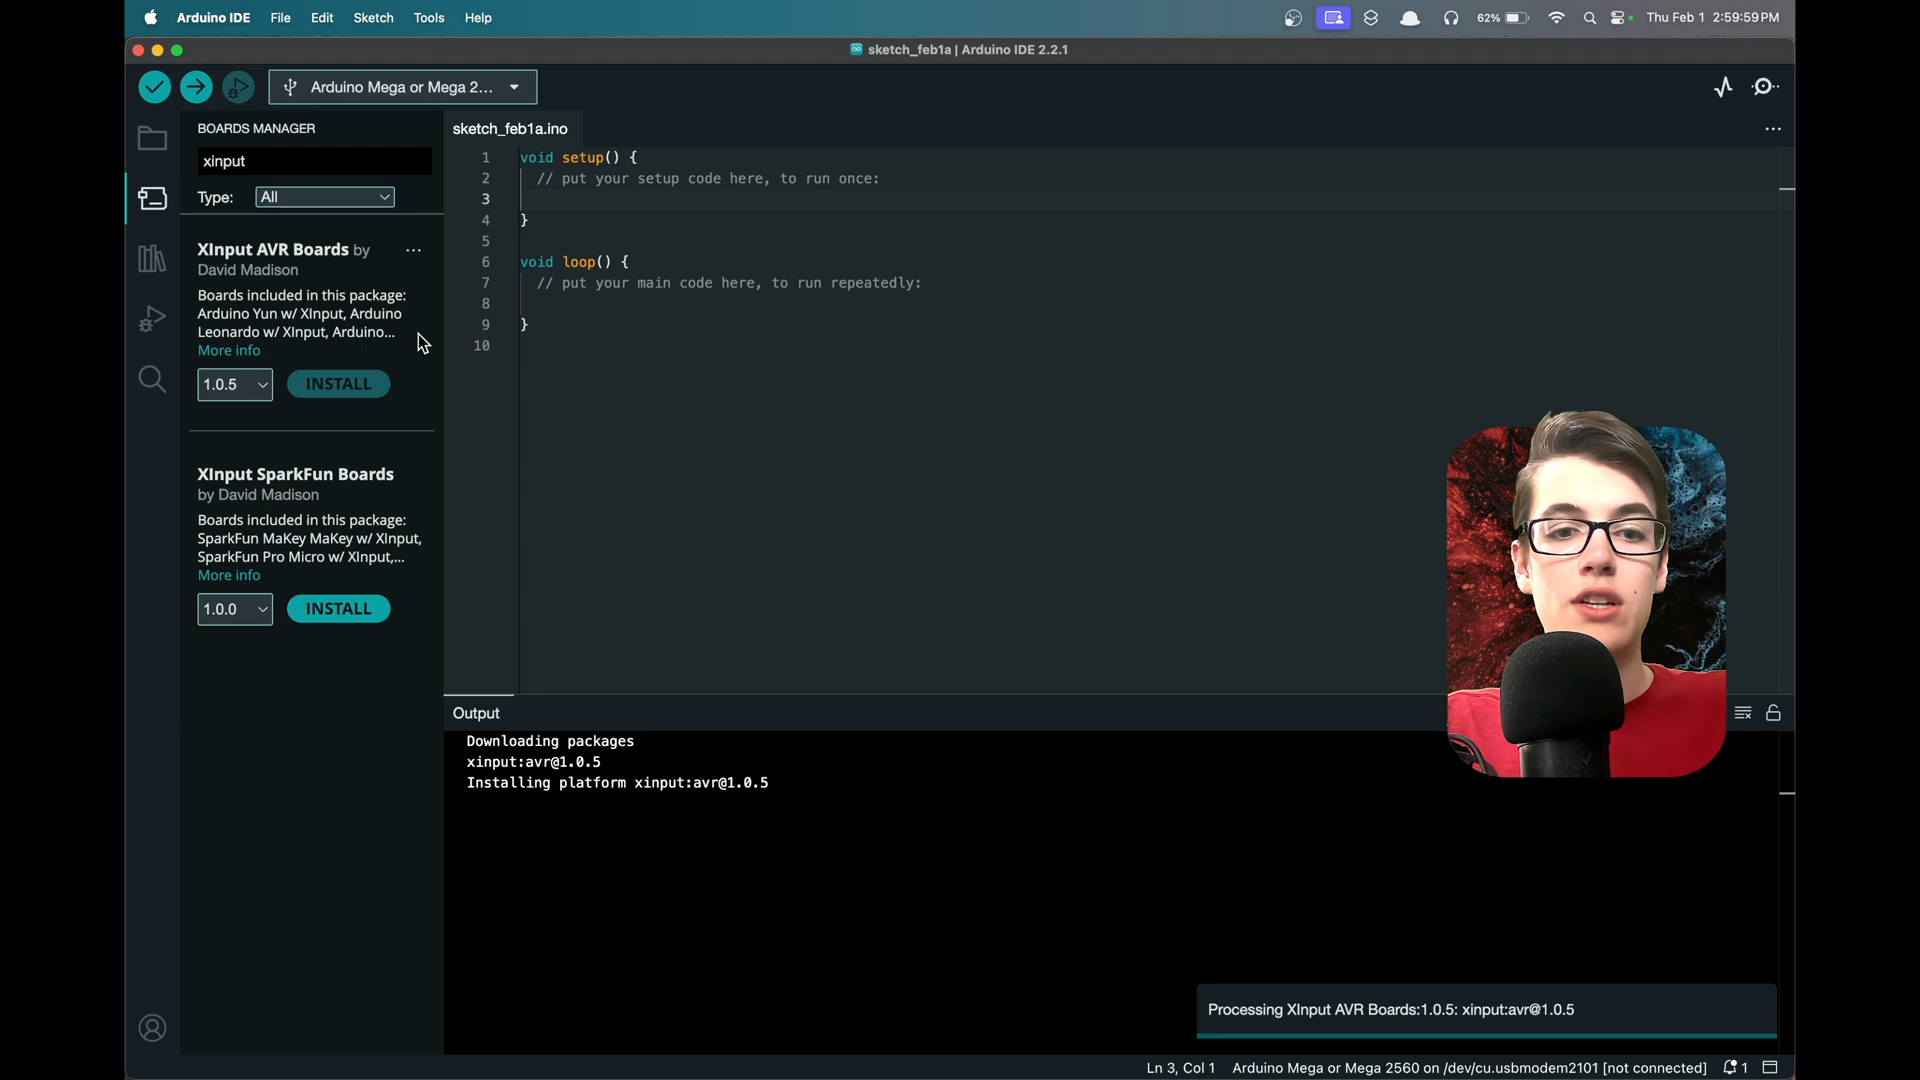 Arduino IDE File Edit Sketch Tools Help
62%
Thu Feb 1 2:59:59 PM
sketch_feb1a | Arduino IDE 2.2.1
Arduino Mega or Mega 2...
BOARDS MANAGER
xinput
Type: All
XInput AVR Boards by
David Madison
Boards included in this package:
Arduino Yun w/ XInput, Arduino
Leonardo w/ XInput, Arduino...
More info
1.0.5 INSTALL
XInput SparkFun Boards
by David Madison
Boards included in this package:
SparkFun MaKey MaKey w/ XInput,
SparkFun Pro Micro w/ XInput,...
More info
1.0.0 INSTALL
sketch_feb1a.ino
1 void setup() {
2 // put your setup code here, to run once:
3
4 }
5
6 void loop() {
7 // put your main code here, to run repeatedly:
8
9 }
10
Output
Downloading packages
xinput:avr@1.0.5
Installing platform xinput:avr@1.0.5
Processing XInput AVR Boards:1.0.5: xinput:avr@1.0.5
Ln 3, Col 1 Arduino Mega or Mega 2560 on /dev/cu.usbmodem2101 [not connected] 1